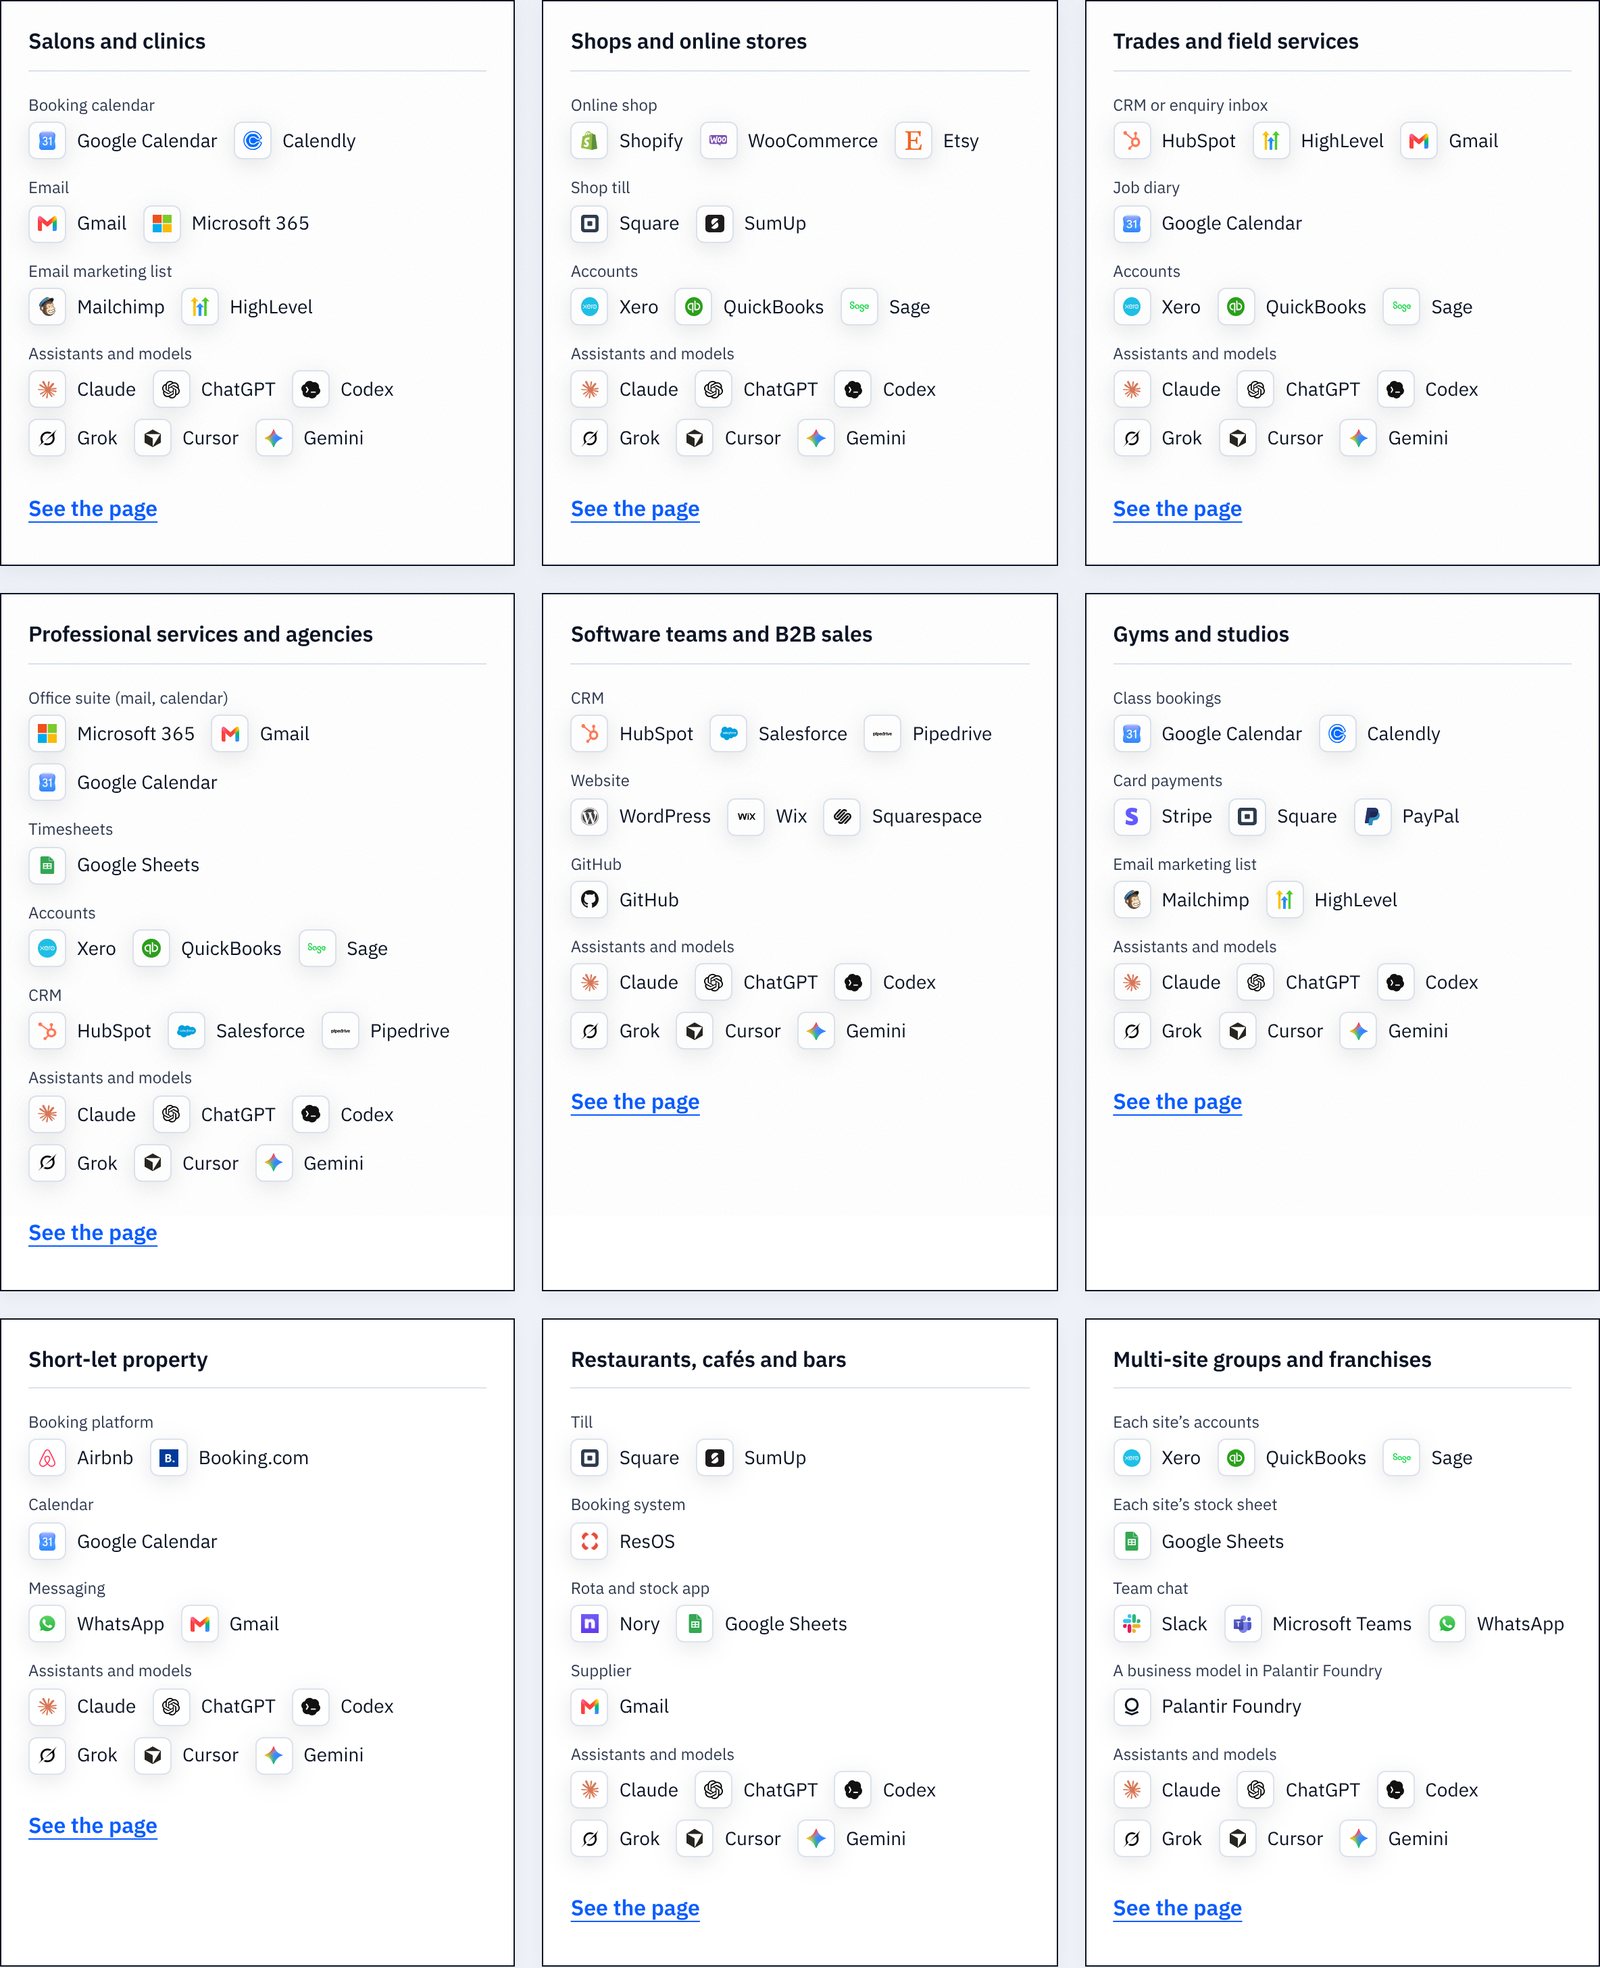 Salons and clinics
Booking calendar
Google Calendar Calendly
Email
Gmail Microsoft 365
Email marketing list
Mailchimp HighLevel
Assistants and models
Claude ChatGPT Codex
Grok Cursor Gemini
See the page
Shops and online stores
Online shop
Shopify WooCommerce Etsy
Shop till
Square SumUp
Accounts
Xero QuickBooks Sage
Assistants and models
Claude ChatGPT Codex
Grok Cursor Gemini
See the page
Trades and field services
CRM or enquiry inbox
HubSpot HighLevel Gmail
Job diary
Google Calendar
Accounts
Xero QuickBooks Sage
Assistants and models
Claude ChatGPT Codex
Grok Cursor Gemini
See the page
Professional services and agencies
Office suite (mail, calendar)
Microsoft 365 Gmail
Google Calendar
Timesheets
Google Sheets
Accounts
Xero QuickBooks Sage
CRM
HubSpot Salesforce Pipedrive
Assistants and models
Claude ChatGPT Codex
Grok Cursor Gemini
See the page
Software teams and B2B sales
CRM
HubSpot Salesforce Pipedrive
Website
WordPress Wix Squarespace
GitHub
GitHub
Assistants and models
Claude ChatGPT Codex
Grok Cursor Gemini
See the page
Gyms and studios
Class bookings
Google Calendar Calendly
Card payments
Stripe Square PayPal
Email marketing list
Mailchimp HighLevel
Assistants and models
Claude ChatGPT Codex
Grok Cursor Gemini
See the page
Short-let property
Booking platform
Airbnb Booking.com
Calendar
Google Calendar
Messaging
WhatsApp Gmail
Assistants and models
Claude ChatGPT Codex
Grok Cursor Gemini
See the page
Restaurants, cafés and bars
Till
Square SumUp
Booking system
ResOS
Rota and stock app
Nory Google Sheets
Supplier
Gmail
Assistants and models
Claude ChatGPT Codex
Grok Cursor Gemini
See the page
Multi-site groups and franchises
Each site’s accounts
Xero QuickBooks Sage
Each site’s stock sheet
Google Sheets
Team chat
Slack Microsoft Teams WhatsApp
A business model in Palantir Foundry
Palantir Foundry
Assistants and models
Claude ChatGPT Codex
Grok Cursor Gemini
See the page